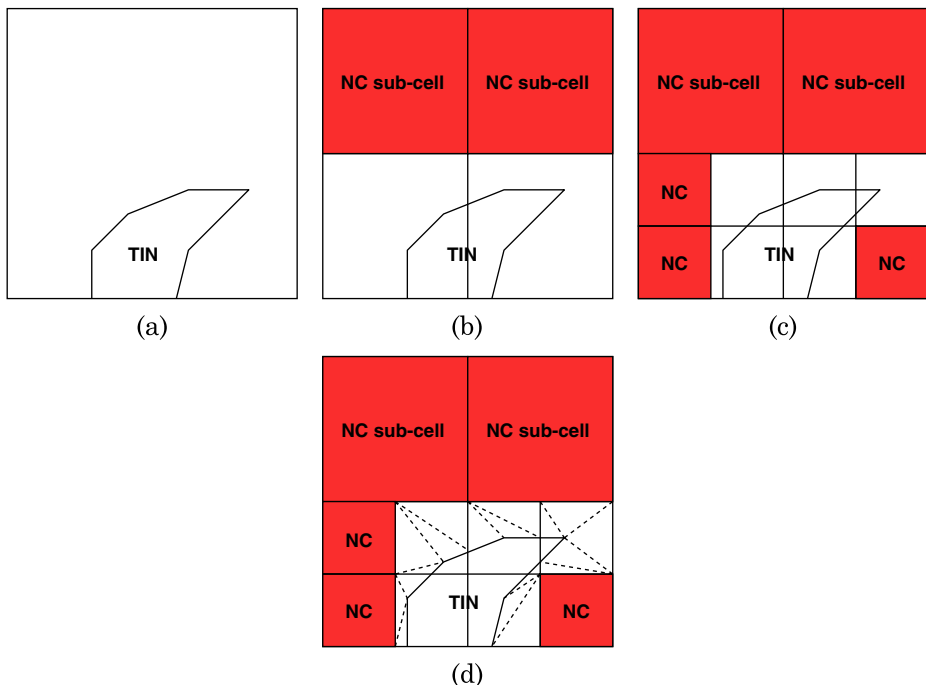 TIN
(a)
NC sub-cell NC sub-cell
TIN
(b)
NC sub-cell NC sub-cell
NC
NC TIN NC
(c)
NC sub-cell NC sub-cell
NC
NC TIN NC
(d)